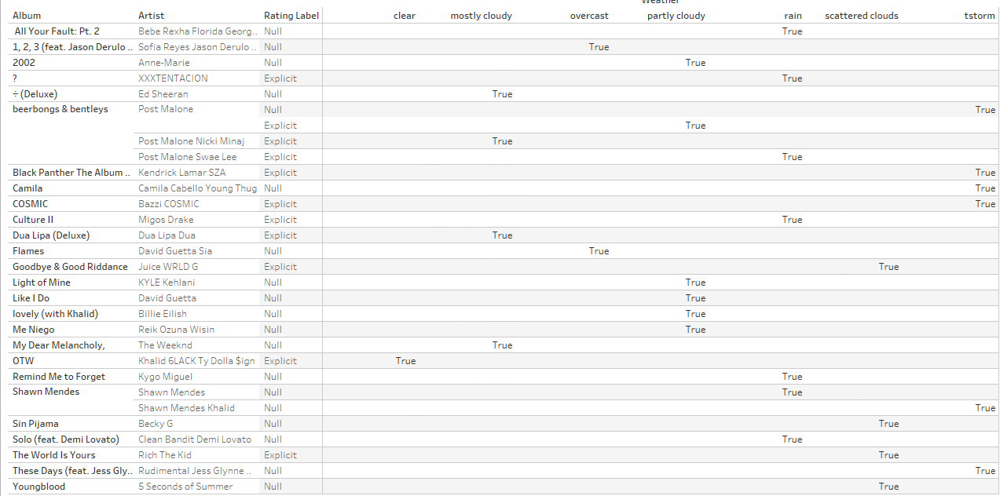 Weather
Album Artist Rating Label clear mostly cloudy overcast partly cloudy rain scattered clouds tstorm
All Your Fault: Pt. 2 Bebe Rexha Florida Georg.. Null True
1, 2, 3 (feat. Jason Derulo .. Sofia Reyes Jason Derulo .. Null True
2002 Anne-Marie Null True
? XXXTENTACION Explicit True
÷ (Deluxe) Ed Sheeran Null True
beerbongs & bentleys Post Malone Null True
Explicit True
Post Malone Nicki Minaj Explicit True
Post Malone Swae Lee Explicit True
Black Panther The Album .. Kendrick Lamar SZA Explicit True
Camila Camila Cabello Young Thug Null True
COSMIC Bazzi COSMIC Explicit True
Culture II Migos Drake Explicit True
Dua Lipa (Deluxe) Dua Lipa Dua Explicit True
Flames David Guetta Sia Null True
Goodbye & Good Riddance Juice WRLD G Explicit True
Light of Mine KYLE Kehlani Null True
Like I Do David Guetta Null True
lovely (with Khalid) Billie Eilish Null True
Me Niego Reik Ozuna Wisin Null True
My Dear Melancholy, The Weeknd Null True
OTW Khalid 6LACK Ty Dolla $ign Explicit True
Remind Me to Forget Kygo Miguel Null True
Shawn Mendes Shawn Mendes Null True
Shawn Mendes Khalid Null True
Sin Pijama Becky G Null True
Solo (feat. Demi Lovato) Clean Bandit Demi Lovato Null True
The World Is Yours Rich The Kid Explicit True
These Days (feat. Jess Gly.. Rudimental Jess Glynne .. Null True
Youngblood 5 Seconds of Summer Null True